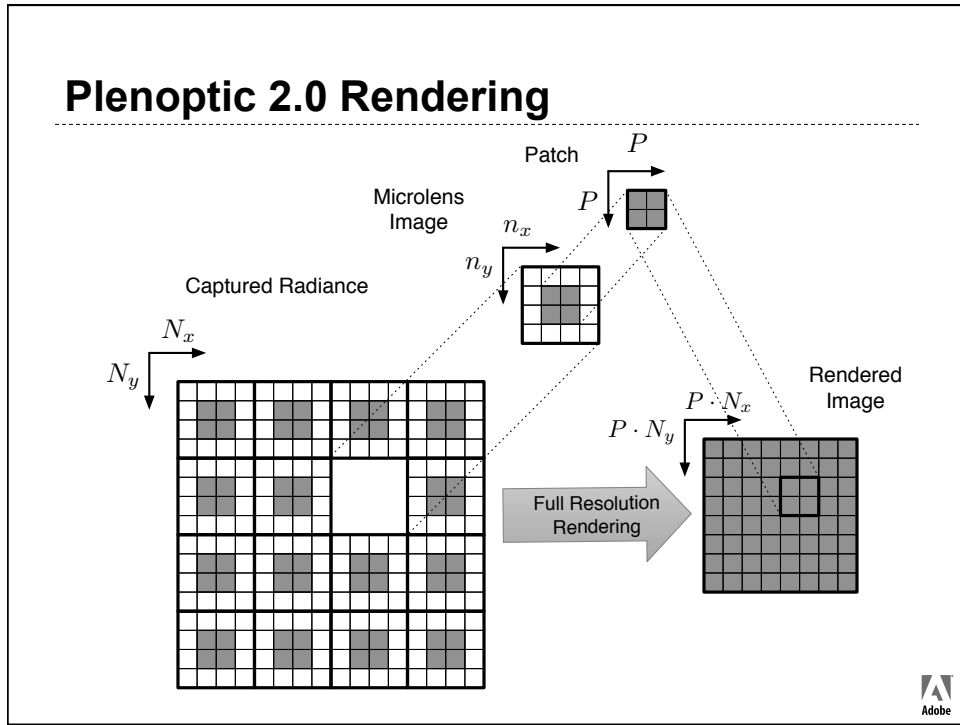 Plenoptic 2.0 Rendering
Patch
P
P
Microlens
Image
n_x
n_y
Captured Radiance
N_x
N_y
Rendered
Image
P · N_x
P · N_y
Full Resolution
Rendering
Adobe